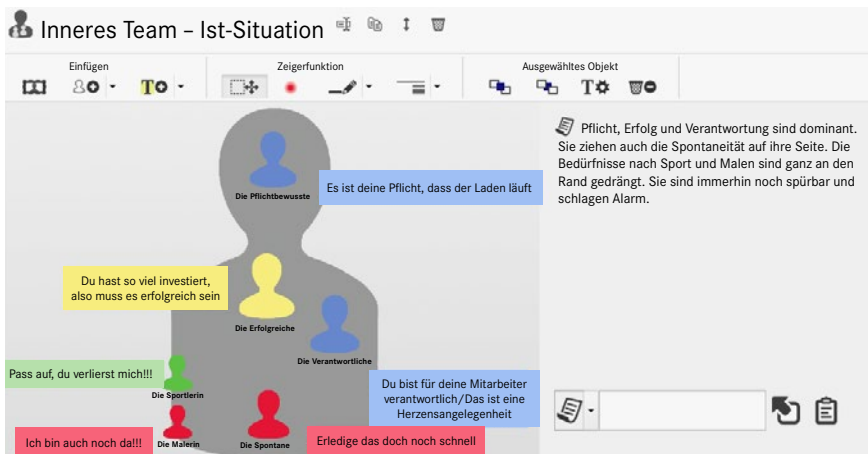 Inneres Team – Ist-Situation
Einfügen
Zeigerfunktion
Ausgewähltes Objekt
T
T
Pflicht, Erfolg und Verantwortung sind dominant.
Sie ziehen auch die Spontaneität auf ihre Seite. Die
Bedürfnisse nach Sport und Malen sind ganz an den
Rand gedrängt. Sie sind immerhin noch spürbar und
schlagen Alarm.
Die Pflichtbewusste
Es ist deine Pflicht, dass der Laden läuft
Du hast so viel investiert,
also muss es erfolgreich sein
Die Erfolgreiche
Die Verantwortliche
Pass auf, du verlierst mich!!!
Die Sportlerin
Du bist für deine Mitarbeiter
verantwortlich/Das ist eine
Herzensangelegenheit
Ich bin auch noch da!!!
Die Malerin
Die Spontane
Erledige das doch noch schnell